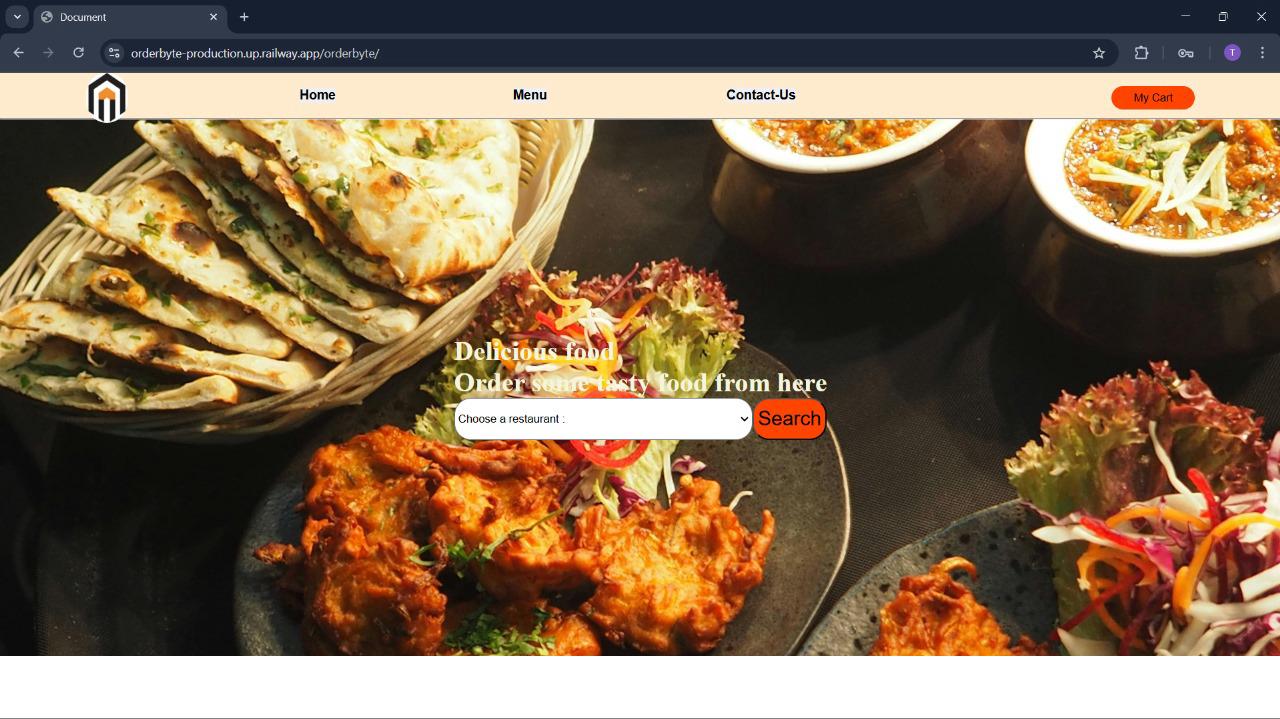 Document
orderbyte-production.up.railway.app/orderbyte/
T
Home Menu Contact-Us My Cart
Delicious food,
Order some tasty food from here
Choose a restaurant : Search